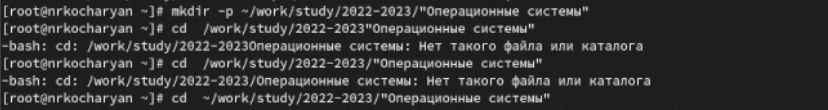 [root@nrkocharyan ~]# mkdir -p ~/work/study/2022-2023/"Операционные системы"
[root@nrkocharyan ~]# cd  /work/study/2022-2023"Операционные системы"
-bash: cd: /work/study/2022-2023Операционные системы: Нет такого файла или каталога
[root@nrkocharyan ~]# cd  /work/study/2022-2023/"Операционные системы"
-bash: cd: /work/study/2022-2023/Операционные системы: Нет такого файла или каталога
[root@nrkocharyan ~]# cd  ~/work/study/2022-2023/"Операционные системы"